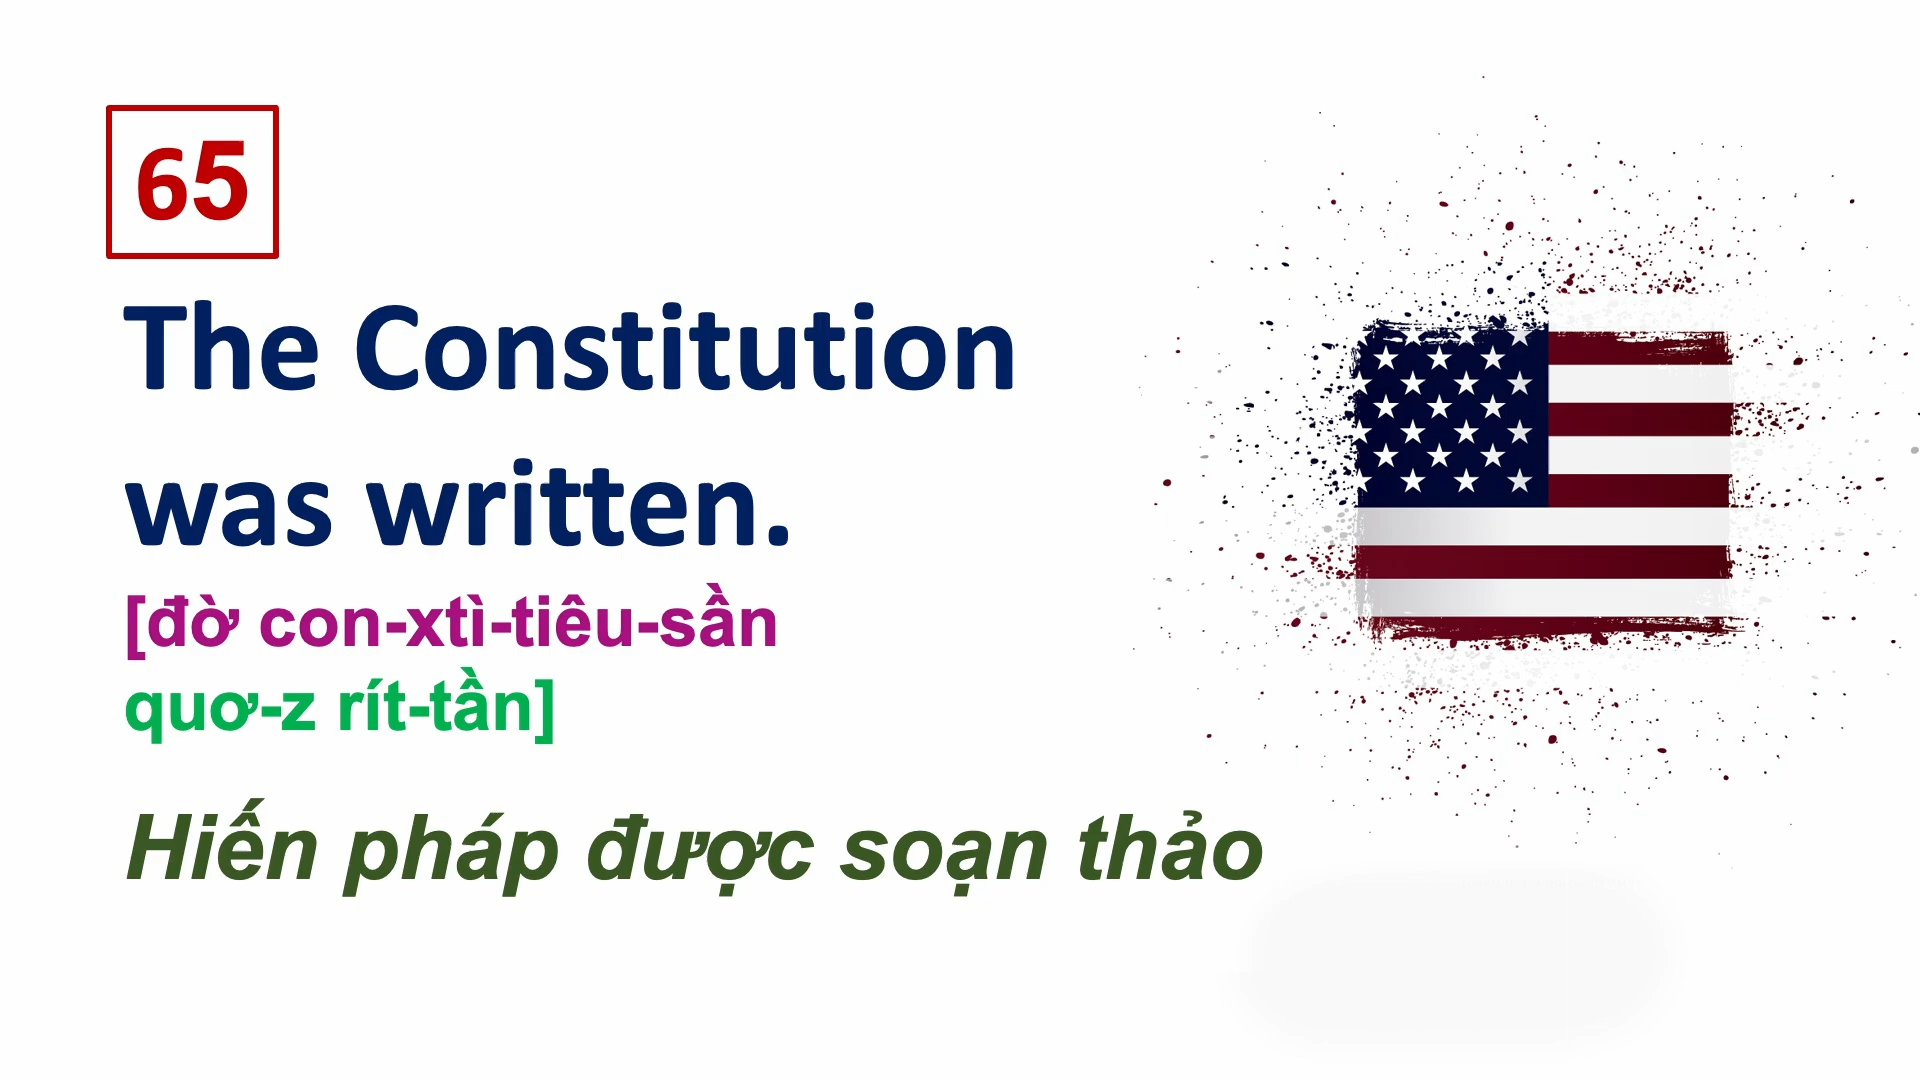 65
The Constitution
was written.
[đờ con-xtì-tiêu-sần
quơ-z rít-tần]
Hiến pháp được soạn thảo